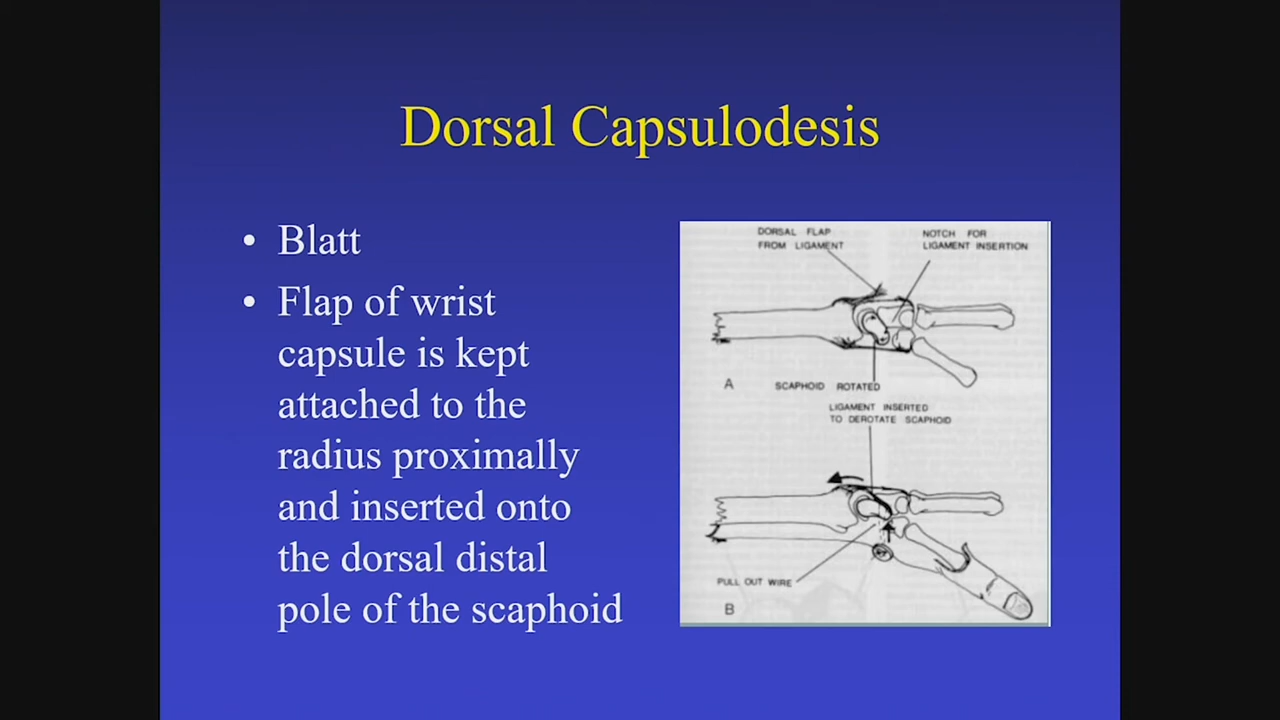 Dorsal Capsulodesis
• Blatt
• Flap of wrist
capsule is kept
attached to the
radius proximally
and inserted onto
the dorsal distal
pole of the scaphoid
DORSAL FLAP
FROM LIGAMENT
NOTCH FOR
LIGAMENT INSERTION
A
SCAPHOID ROTATED
LIGAMENT INSERTED
TO DEROTATE SCAPHOID
PULL OUT WIRE
B